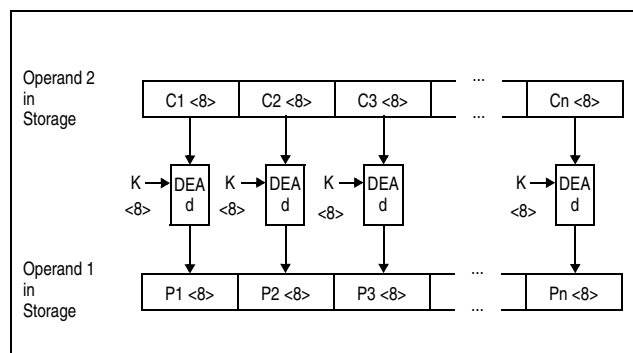 Operand 2
in
Storage
C1 <8> C2 <8> C3 <8> ... ... Cn <8>
K DEA d <8>
K DEA d <8>
K DEA d <8>
K DEA d <8>
Operand 1
in
Storage
P1 <8> P2 <8> P3 <8> ... ... Pn <8>